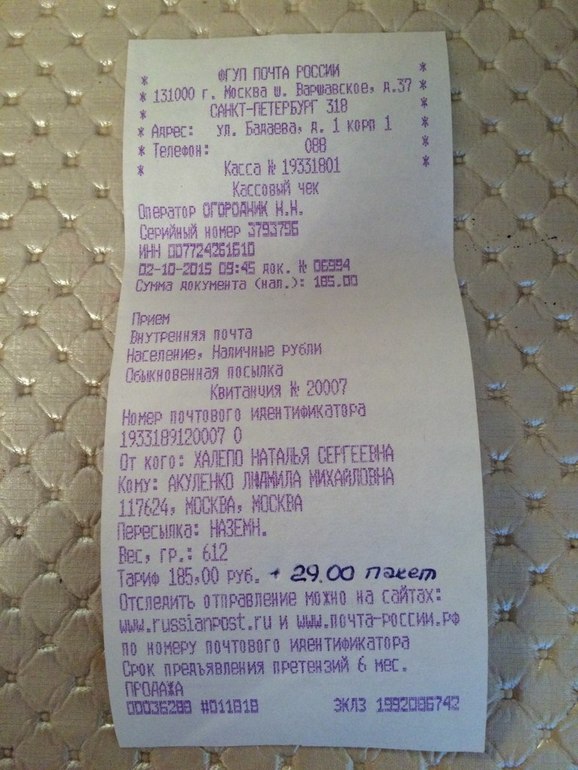 * ФГУП ПОЧТА РОССИИ *
* 131000 г. Москва ш. Варшавское, д.37 *
* САНКТ-ПЕТЕРБУРГ 318 *
* Адрес: ул. Бадаева, д. 1 корп 1 *
* Телефон: 088 *
* Касса № 19331801 *
Кассовый чек
Оператор ОГОРОДНИК Н.Н.
Серийный номер 3793796
ИНН 007724261610
02-10-2015 09:45 док. № 06994
Сумма документа (нал.): 185.00
Прием
Внутренняя почта
Население, Наличные рубли
Обыкновенная посылка
Квитанция № 20007
Номер почтового идентификатора
1933189120007 0
От кого: ХАЛЕПО НАТАЛЬЯ СЕРГЕЕВНА
Кому: АКУЛЕНКО ЛЮДМИЛА МИХАЙЛОВНА
117624, МОСКВА, МОСКВА
Пересылка: НАЗЕМН.
Вес, гр.: 612
Тариф 185,00 руб. + 29.00 пакет
Отследить отправление можно на сайтах:
www.russianpost.ru и www.почта-россии.рф
по номеру почтового идентификатора
Срок предъявления претензий 6 мес.
ПРОДАЖА
00036288 #011818 ЭКЛЗ 1992086742